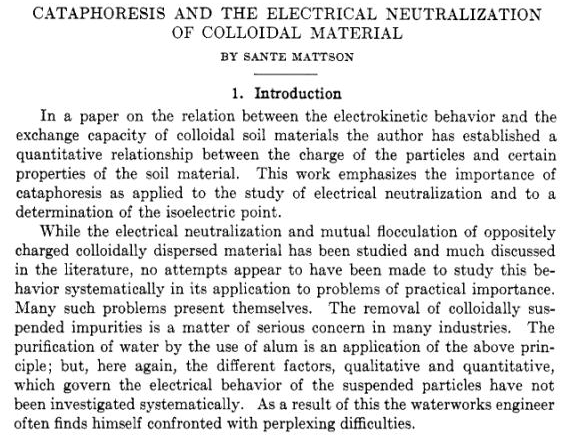 CATAPHORESIS AND THE ELECTRICAL NEUTRALIZATION
OF COLLOIDAL MATERIAL
BY SANTE MATTSON
1. Introduction
In a paper on the relation between the electrokinetic behavior and the
exchange capacity of colloidal soil materials the author has established a
quantitative relationship between the charge of the particles and certain
properties of the soil material. This work emphasizes the importance of
cataphoresis as applied to the study of electrical neutralization and to a
determination of the isoelectric point.
While the electrical neutralization and mutual flocculation of oppositely
charged colloidally dispersed material has been studied and much discussed
in the literature, no attempts appear to have been made to study this be-
havior systematically in its application to problems of practical importance.
Many such problems present themselves. The removal of colloidally sus-
pended impurities is a matter of serious concern in many industries. The
purification of water by the use of alum is an application of the above prin-
ciple; but, here again, the different factors, qualitative and quantitative,
which govern the electrical behavior of the suspended particles have not
been investigated systematically. As a result of this the waterworks engineer
often finds himself confronted with perplexing difficulties.